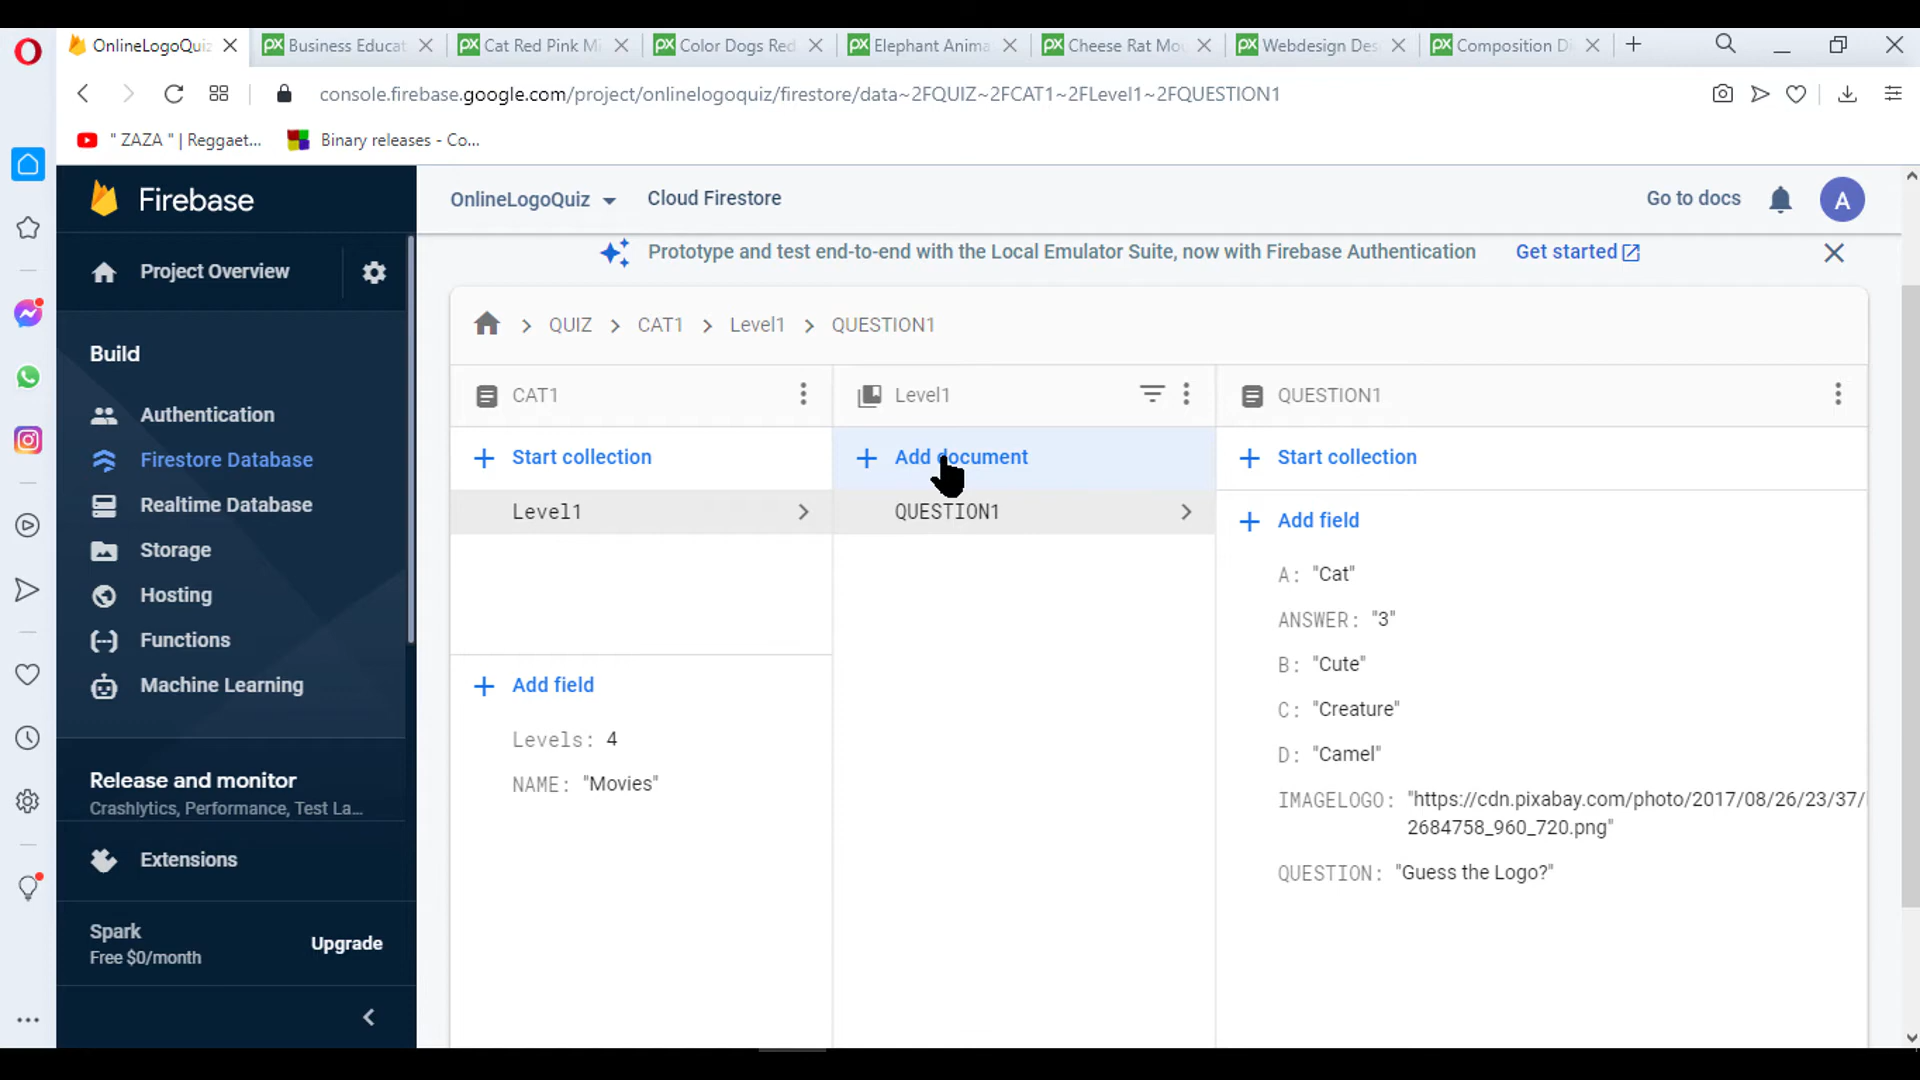 OnlineLogoQuiz
Business Educat
Cat Red Pink Mi
Color Dogs Red
Elephant Anima
Cheese Rat Mou
Webdesign Des
Composition Di
console.firebase.google.com/project/onlinelogoquiz/firestore/data~2FQUIZ~2FCAT1~2FLevel1~2FQUESTION1
" ZAZA " | Reggaet...
Binary releases - Co...
Firebase
OnlineLogoQuiz
Cloud Firestore
Go to docs
A
Project Overview
Prototype and test end-to-end with the Local Emulator Suite, now with Firebase Authentication
Get started
QUIZ > CAT1 > Level1 > QUESTION1
Build
Authentication
Firestore Database
Realtime Database
Storage
Hosting
Functions
Machine Learning
Release and monitor
Crashlytics, Performance, Test La...
Extensions
Spark
Free $0/month
Upgrade
CAT1
+ Start collection
Level1
+ Add field
Levels: 4
NAME: "Movies"
Level1
+ Add document
QUESTION1
QUESTION1
+ Start collection
+ Add field
A: "Cat"
ANSWER: "3"
B: "Cute"
C: "Creature"
D: "Camel"
IMAGELOGO: "https://cdn.pixabay.com/photo/2017/08/26/23/37/
2684758_960_720.png"
QUESTION: "Guess the Logo?"